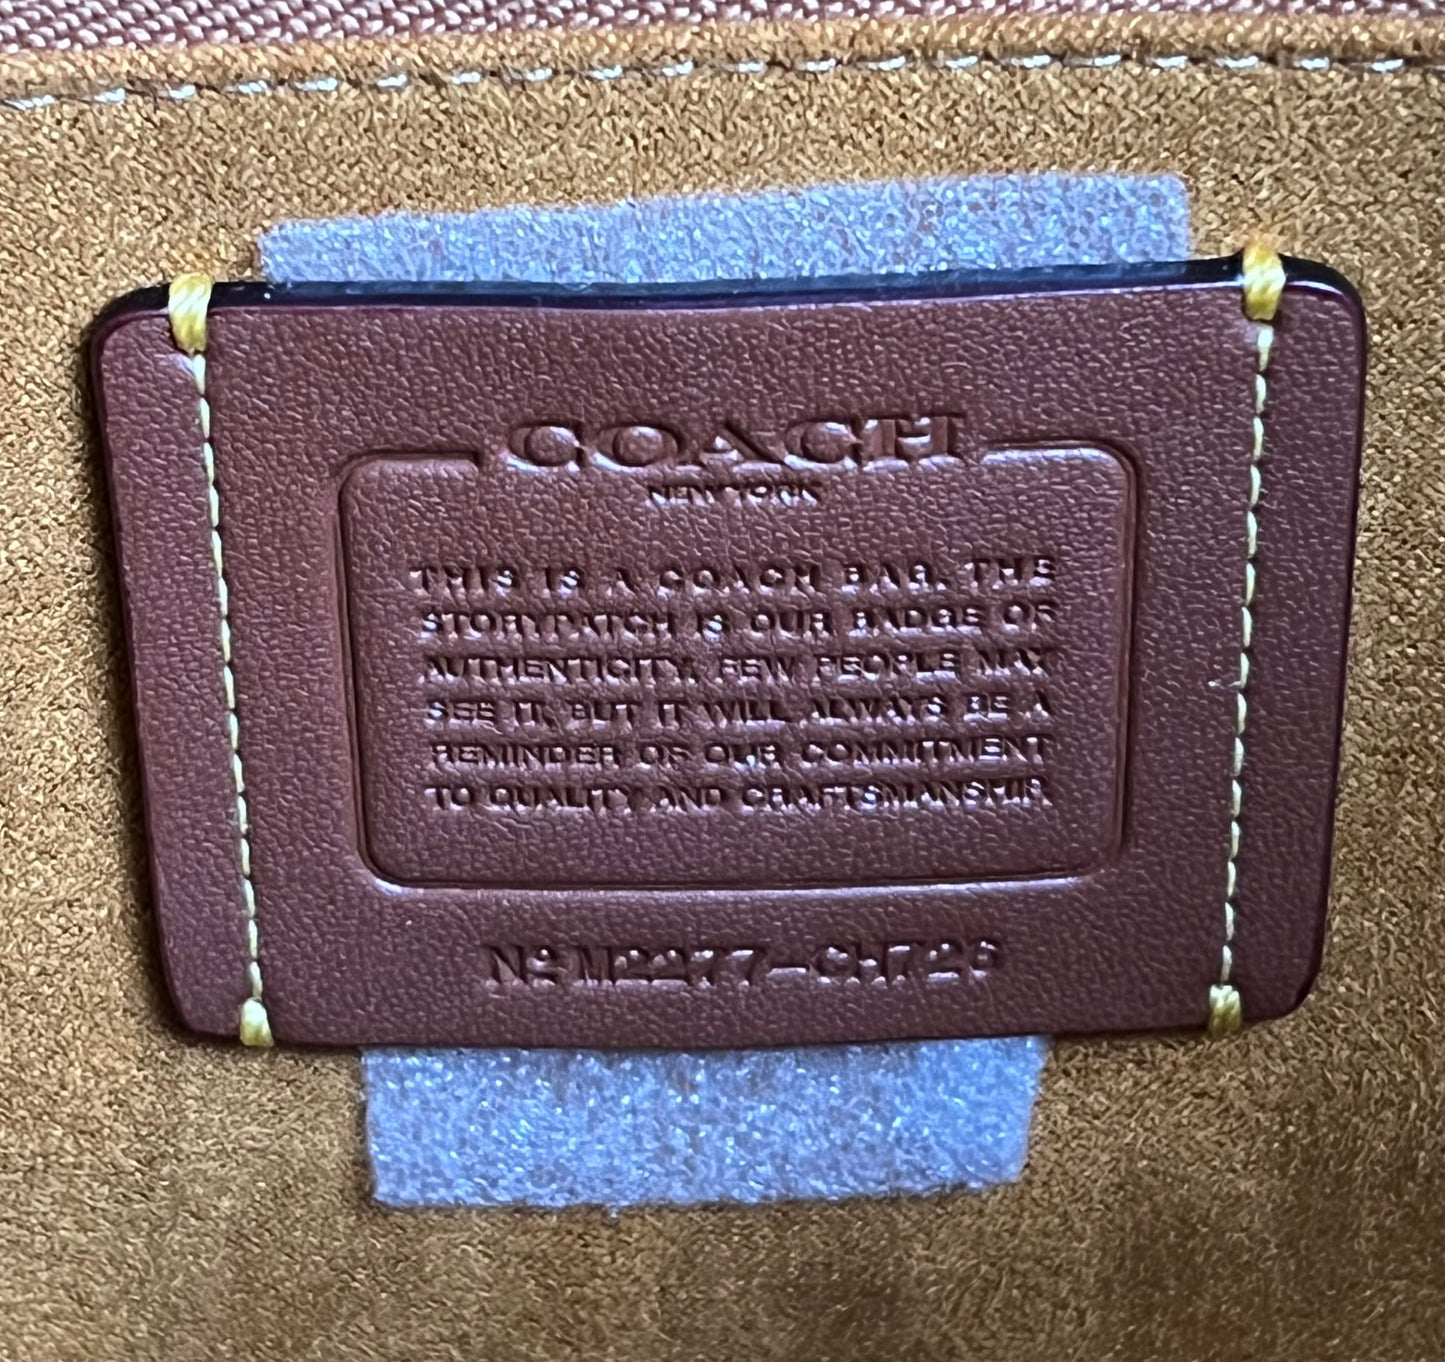 COACH
NEW YORK
THIS IS A COACH BAG. THE
STORYPATCH IS OUR BADGE OF
AUTHENTICITY. FEW PEOPLE MAY
SEE IT, BUT IT WILL ALWAYS BE A
REMINDER OF OUR COMMITMENT
TO QUALITY AND CRAFTSMANSHIP.
Nº M2277-CH726